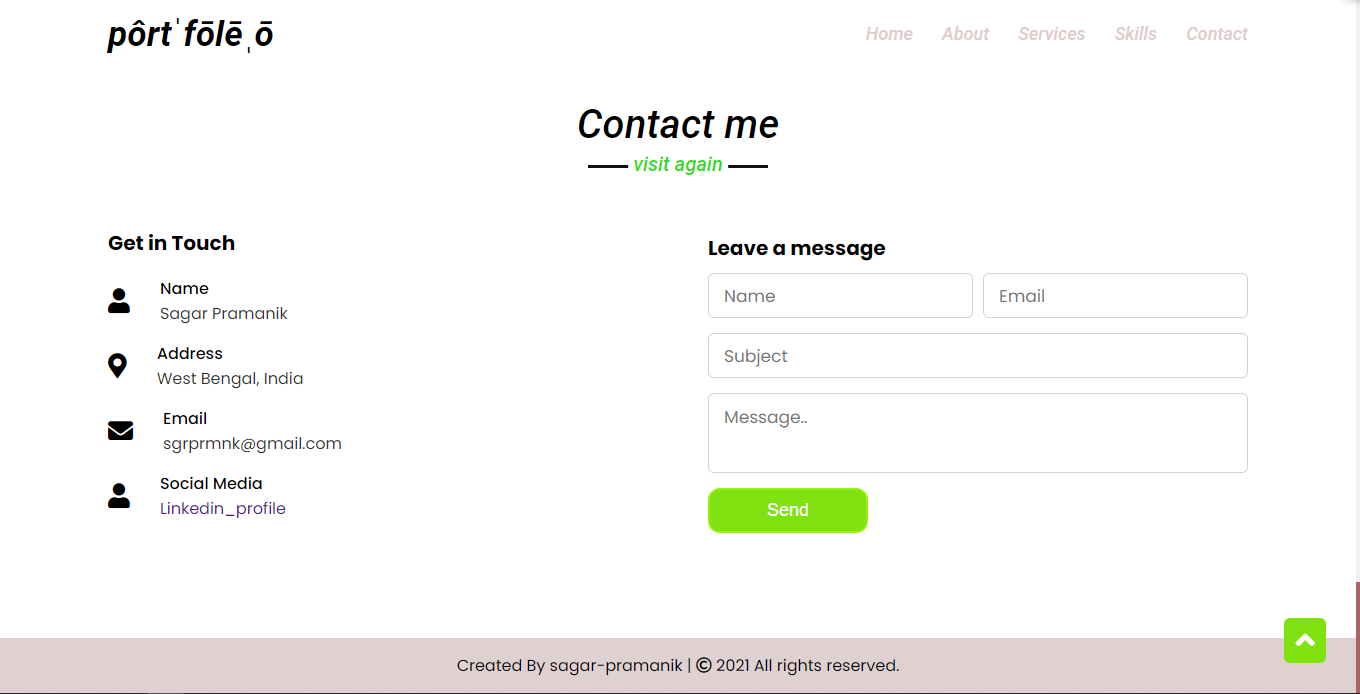 pôrtˈfōlēˌō
Home About Services Skills Contact
Contact me
visit again
Get in Touch
Name
Sagar Pramanik
Address
West Bengal, India
Email
sgrprmnk@gmail.com
Social Media
Linkedin_profile
Leave a message
Name Email
Subject
Message..
Send
Created By sagar-pramanik | © 2021 All rights reserved.